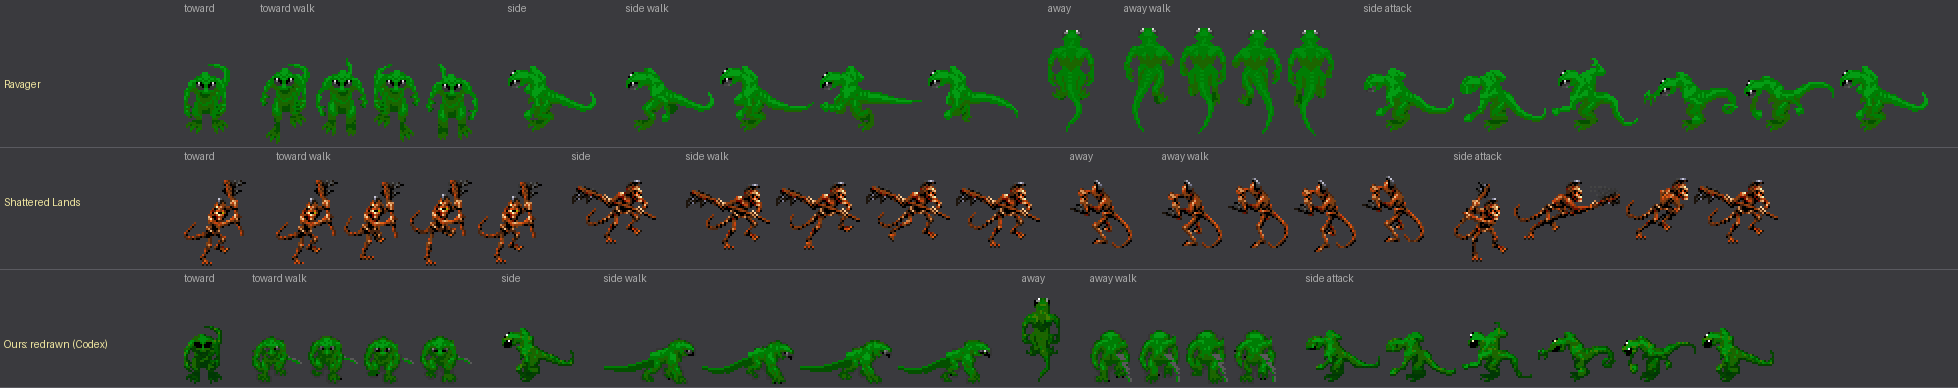 toward toward walk side side walk away away walk side attack
Ravager
toward toward walk side side walk away away walk side attack
Shattered Lands
toward toward walk side side walk away away walk side attack
Ours: redrawn (Codex)